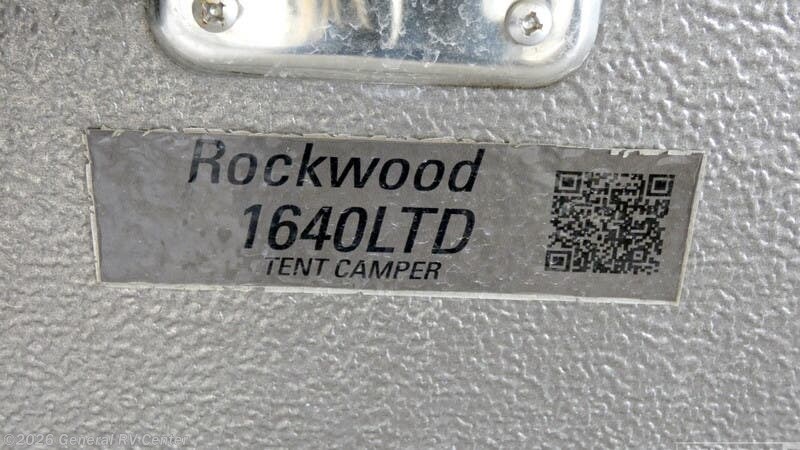 Rockwood
1640LTD
TENT CAMPER
©2026 General RV Center